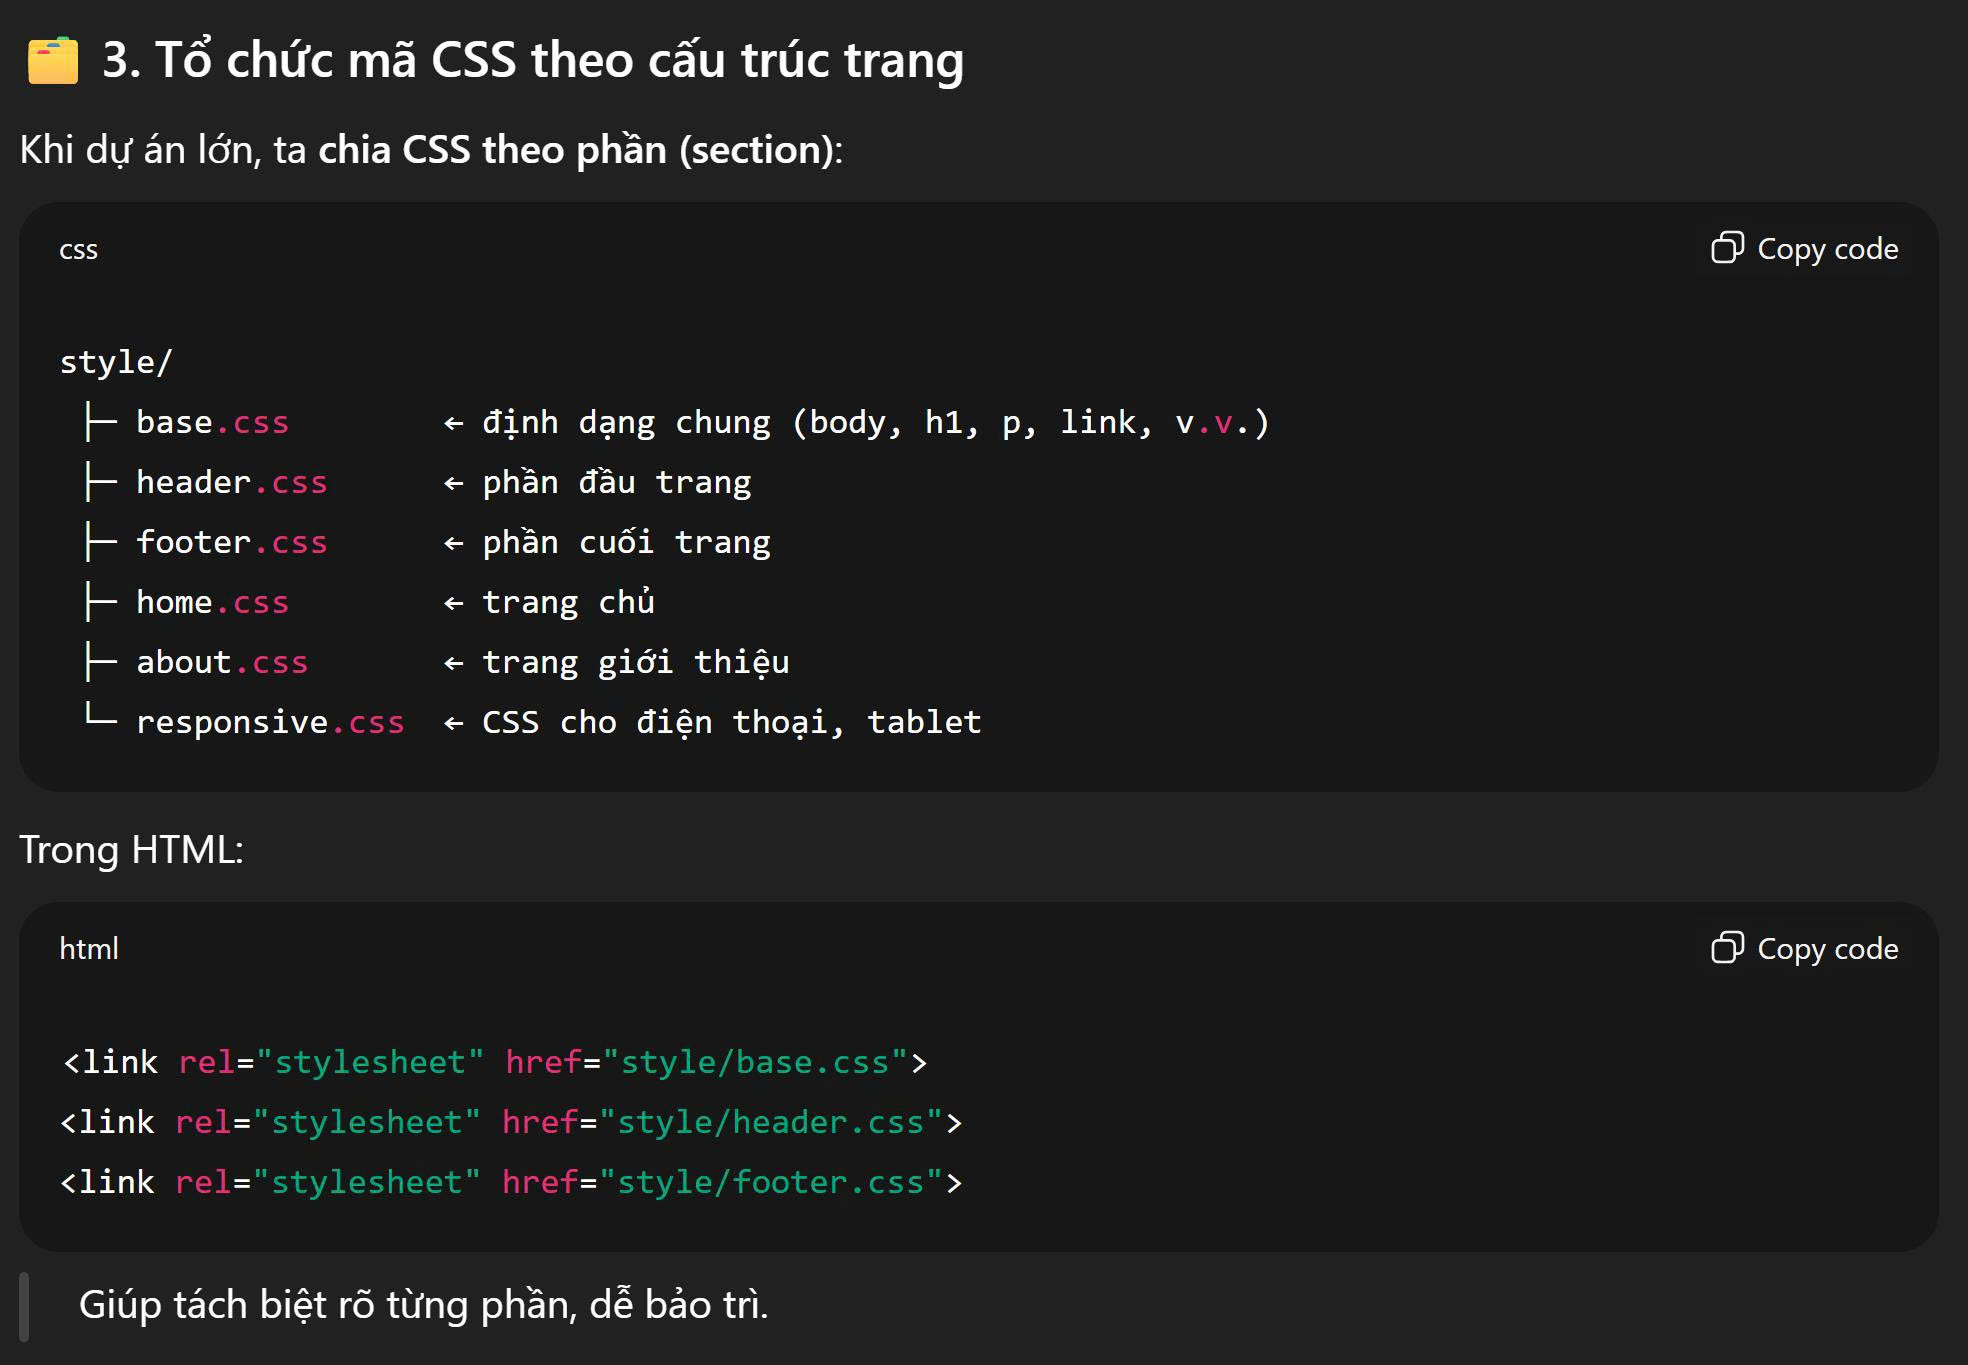 🗂️ 3. Tổ chức mã CSS theo cấu trúc trang
Khi dự án lớn, ta chia CSS theo phần (section):
css
Copy code
style/
 ├─ base.css        ← định dạng chung (body, h1, p, link, v.v.)
 ├─ header.css      ← phần đầu trang
 ├─ footer.css      ← phần cuối trang
 ├─ home.css        ← trang chủ
 ├─ about.css       ← trang giới thiệu
 └─ responsive.css  ← CSS cho điện thoại, tablet
Trong HTML:
html
Copy code
<link rel="stylesheet" href="style/base.css">
<link rel="stylesheet" href="style/header.css">
<link rel="stylesheet" href="style/footer.css">
Giúp tách biệt rõ từng phần, dễ bảo trì.